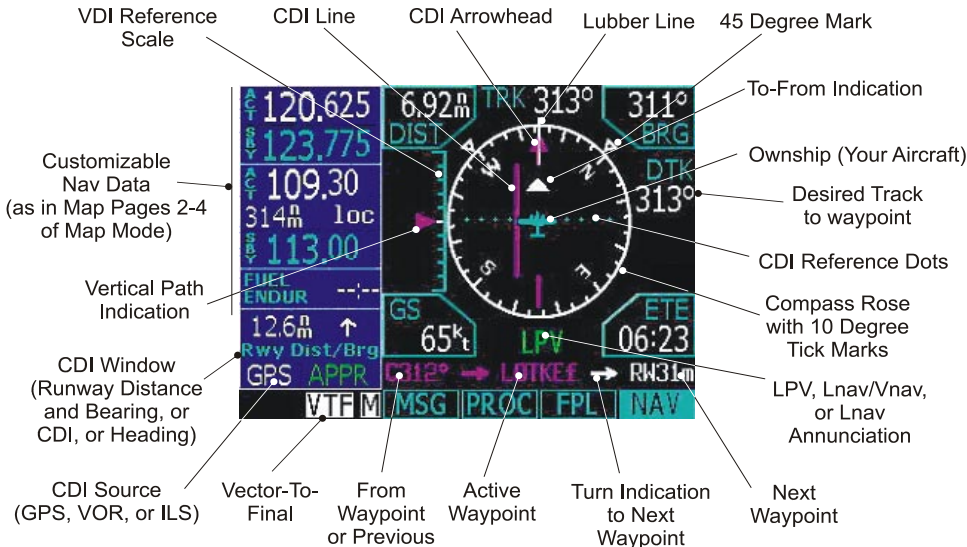 VDI Reference
Scale
CDI Line
CDI Arrowhead
Lubber Line
45 Degree Mark
To-From Indication
Ownship (Your Aircraft)
Desired Track
to waypoint
CDI Reference Dots
Compass Rose
with 10 Degree
Tick Marks
LPV, Lnav/Vnav,
or Lnav
Annunciation
Customizable
Nav Data
(as in Map Pages 2-4
of Map Mode)
Vertical Path
Indication
CDI Window
(Runway Distance
and Bearing, or
CDI, or Heading)
CDI Source
(GPS, VOR, or ILS)
Vector-To-
Final
From
Waypoint
or Previous
Active
Waypoint
Turn Indication
to Next
Waypoint
Next
Waypoint
ACT 120.625
SBY 123.775
ACT 109.30
314nm loc
SBY 113.00
FUEL
ENDUR --:--
12.6nm ↑
Rwy Dist/Brg
GPS APPR
VTF M MSG PROC FPL NAV
6.92nm
DIST
TRK 313°
311°
BRG
DTK
313°
W N
S E
GS
65kt
LPV
ETE
06:23
C312° → LOTKEf → RW31m